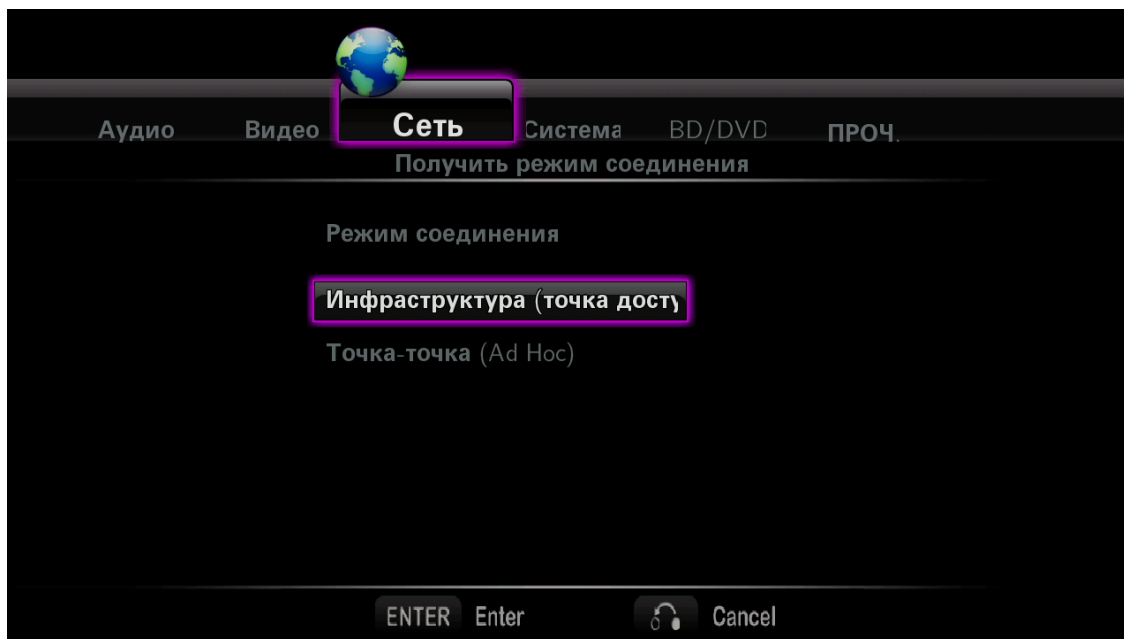 Аудио Видео Сеть Система BD/DVD ПРОЧ.
Получить режим соединения
Режим соединения
Инфраструктура (точка досту
Точка-точка (Ad Hoc)
ENTER Enter Cancel